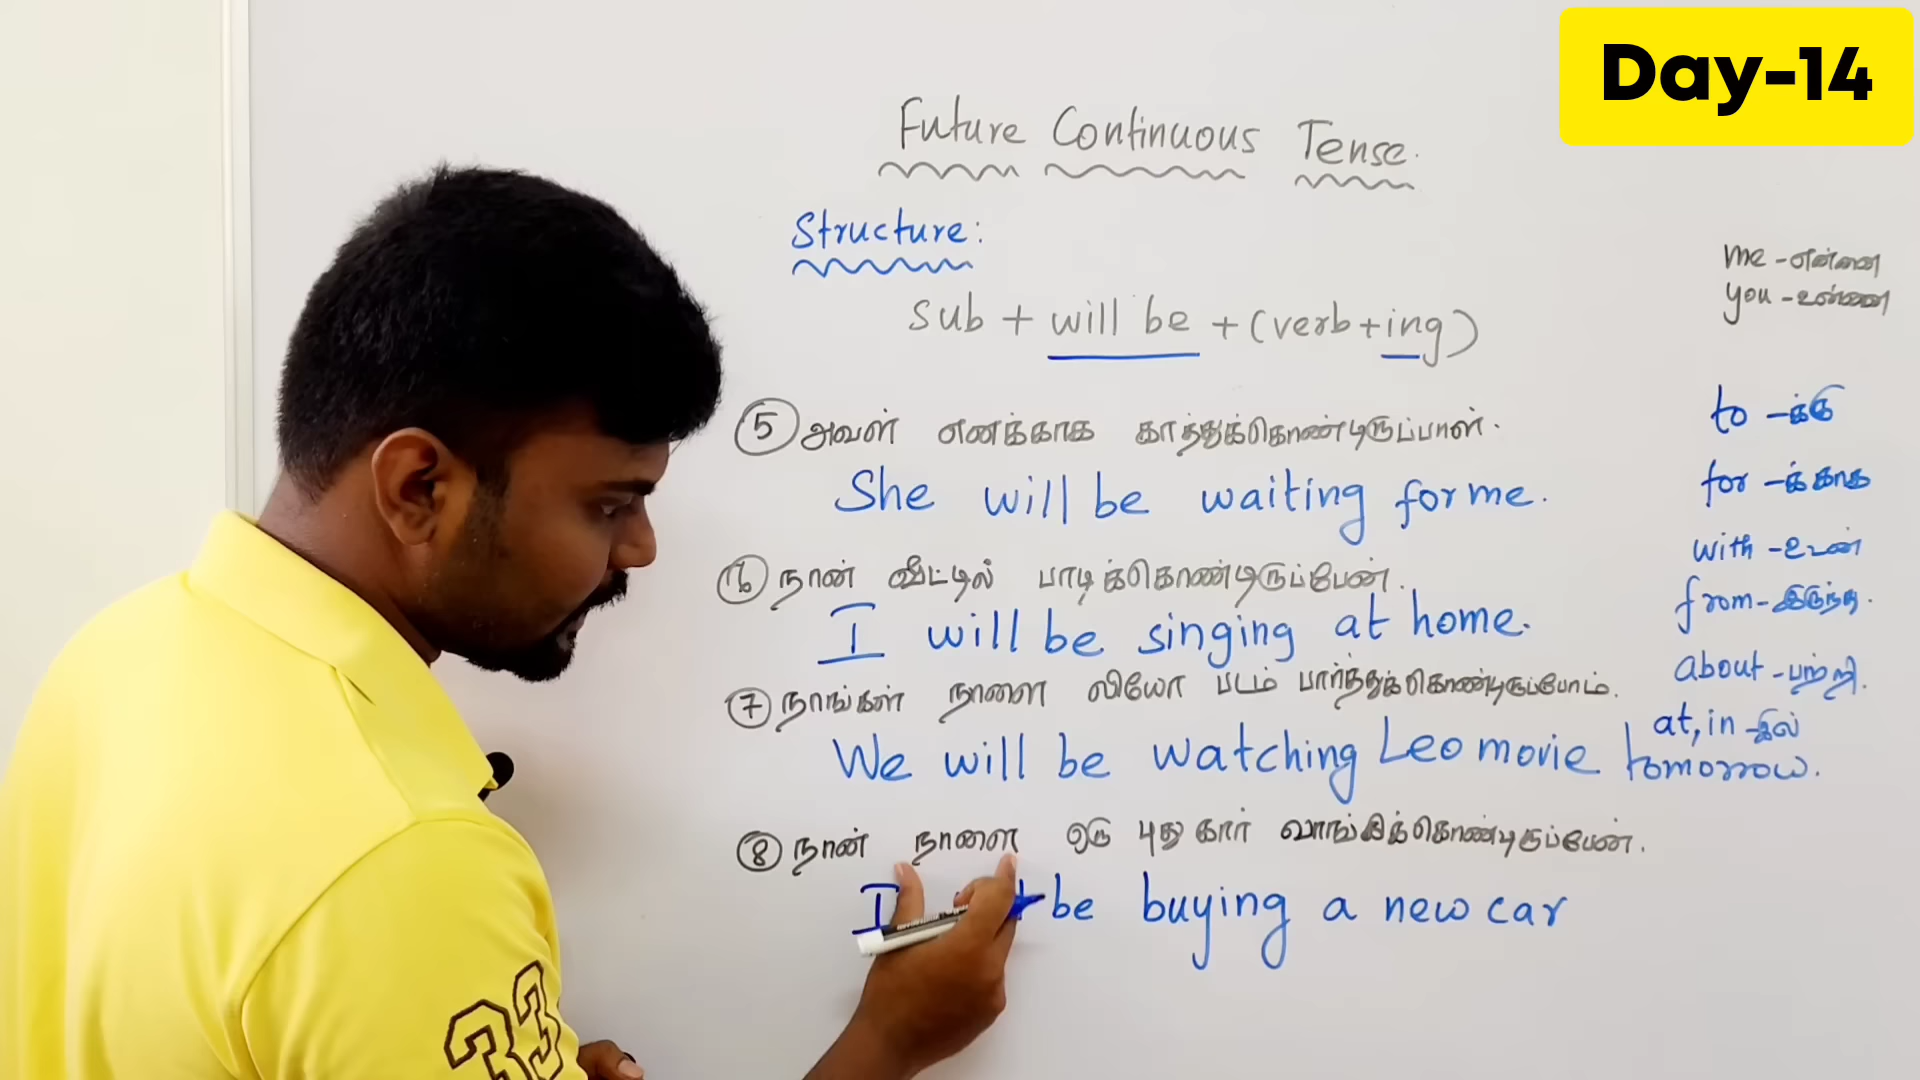 Day-14
Future Continuous Tense.
Structure:
sub + will be + (verb+ing)
me - என்னை
you - உன்னை
to - க்கு
for - க்காக
with - உடன்
from - இருந்து.
about - பற்றி.
at, in - இல்
5 அவள் எனக்காக காத்துக்கொண்டிருப்பாள்.
She will be waiting for me.
6 நான் வீட்டில் பாடிக்கொண்டிருப்பேன்.
I will be singing at home.
7 நாங்கள் நாளை லியோ படம் பார்த்துக்கொண்டிருப்போம்.
We will be watching Leo movie tomorrow.
8 நான் நாளை ஒரு புது கார் வாங்கிக்கொண்டிருப்பேன்.
I be buying a new car
33